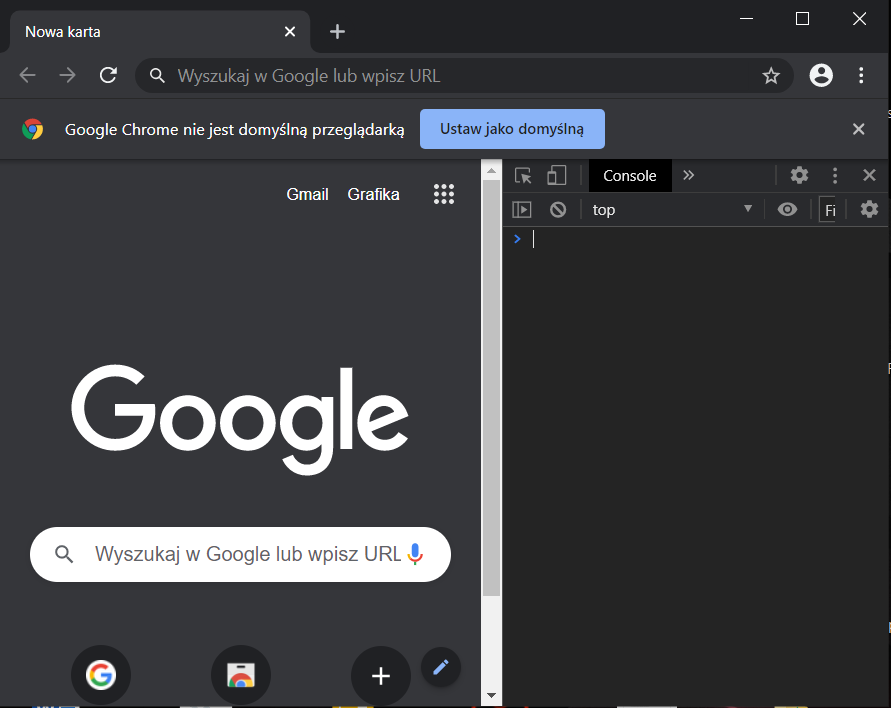 Nowa karta
Wyszukaj w Google lub wpisz URL
Google Chrome nie jest domyślną przeglądarką
Ustaw jako domyślną
Gmail Grafika
Console
top
Fi
Google
Wyszukaj w Google lub wpisz URL